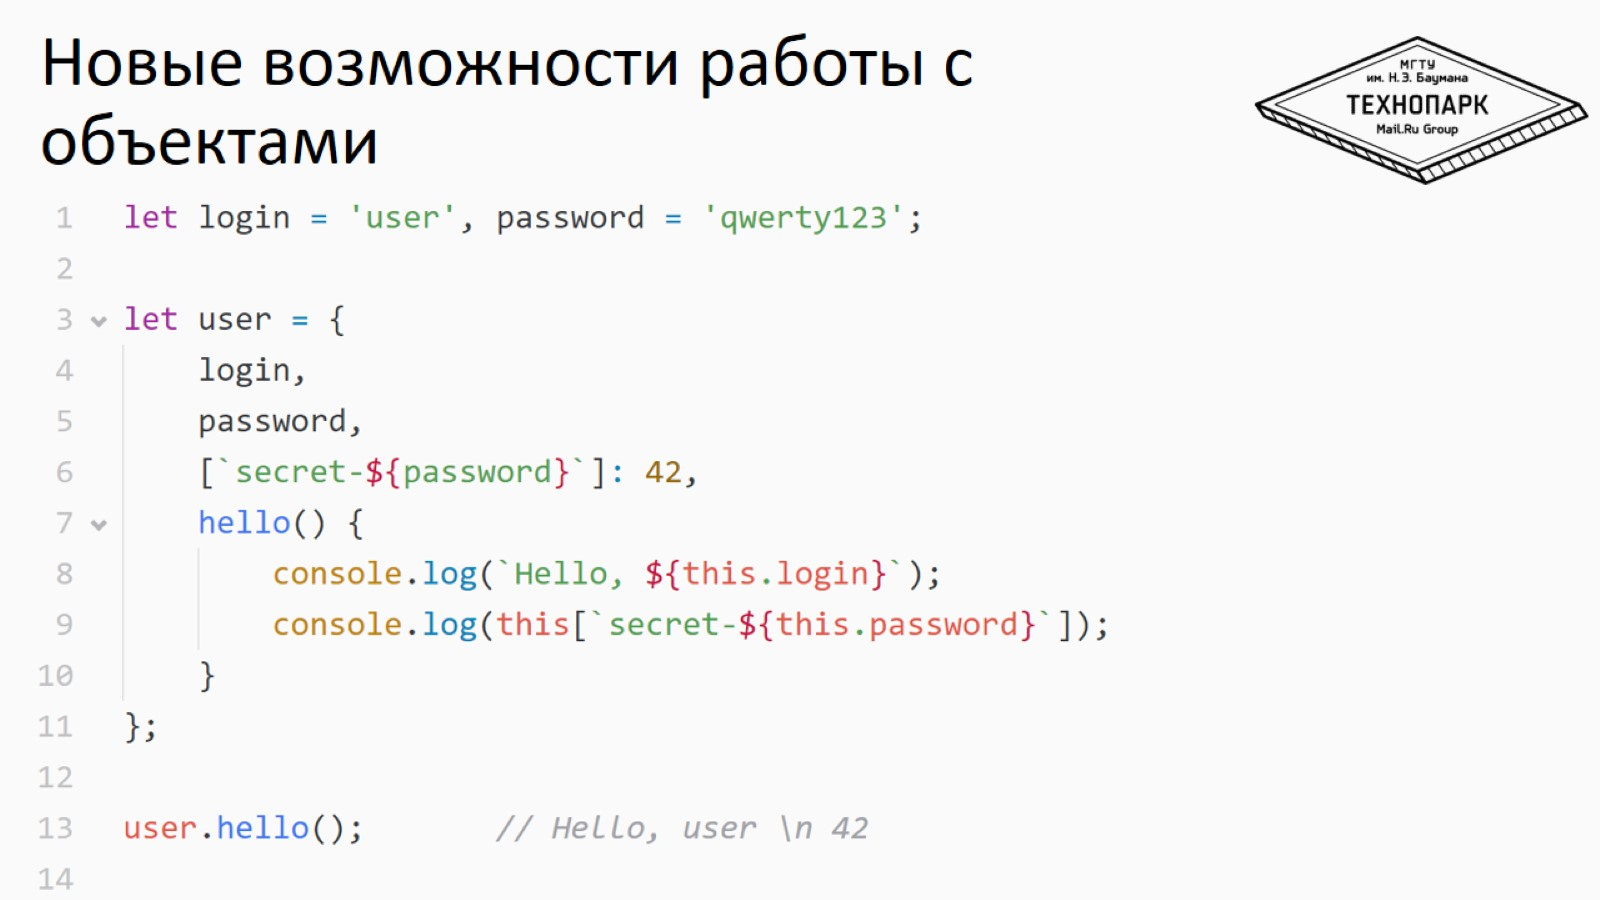 Новые возможности работы с
объектами
МГТУ
им. Н.Э. Баумана
ТЕХНОПАРК
Mail.Ru Group
1 let login = 'user', password = 'qwerty123';
2
3 let user = {
4 login,
5 password,
6 [`secret-${password}`]: 42,
7 hello() {
8 console.log(`Hello, ${this.login}`);
9 console.log(this[`secret-${this.password}`]);
10 }
11 };
12
13 user.hello(); // Hello, user \n 42
14